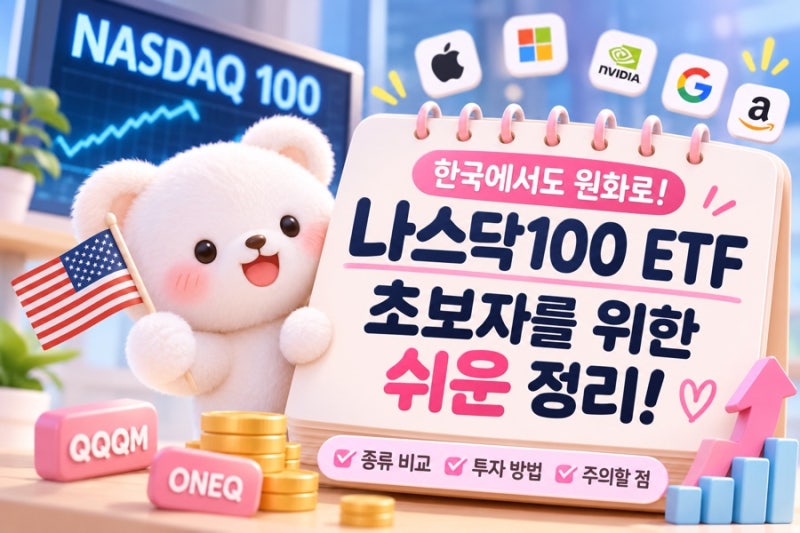 NASDAQ 100
NVIDIA
G
a
한국에서도 원화로!
나스닥100 ETF
초보자를 위한
쉬운 정리!
QQQM
ONEQ
종류 비교 투자 방법 주의할 점